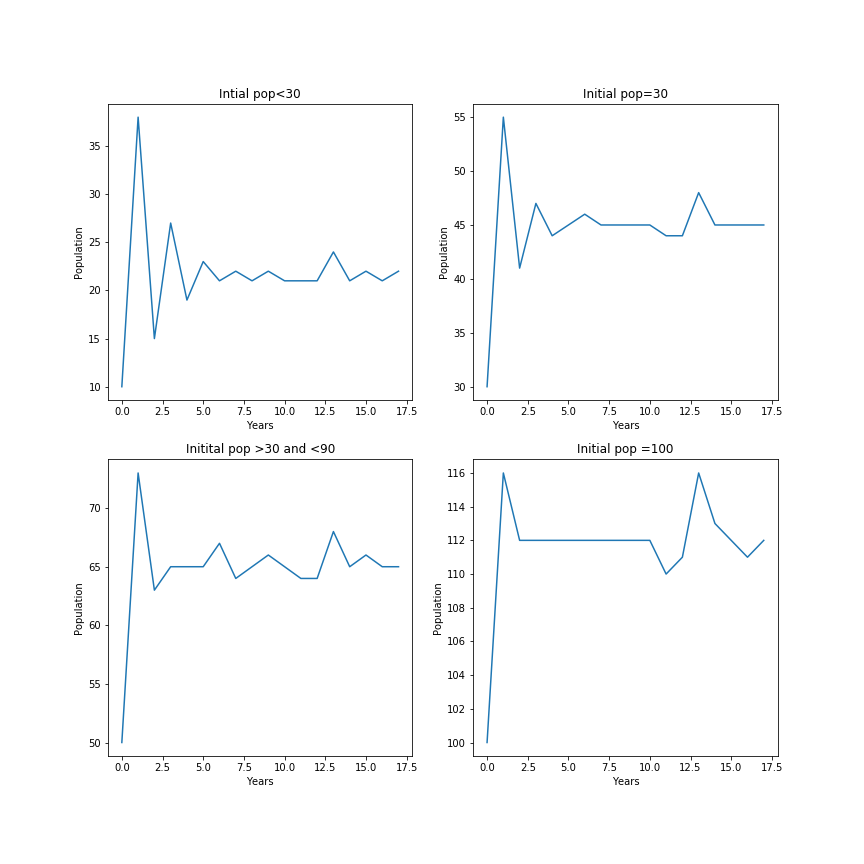 Intial pop<30
Population
35
30
25
20
15
10
0.0 2.5 5.0 7.5 10.0 12.5 15.0 17.5
Years
Initial pop=30
Population
55
50
45
40
35
30
0.0 2.5 5.0 7.5 10.0 12.5 15.0 17.5
Years
Initital pop >30 and <90
Population
70
65
60
55
50
0.0 2.5 5.0 7.5 10.0 12.5 15.0 17.5
Years
Initial pop =100
Population
116
114
112
110
108
106
104
102
100
0.0 2.5 5.0 7.5 10.0 12.5 15.0 17.5
Years